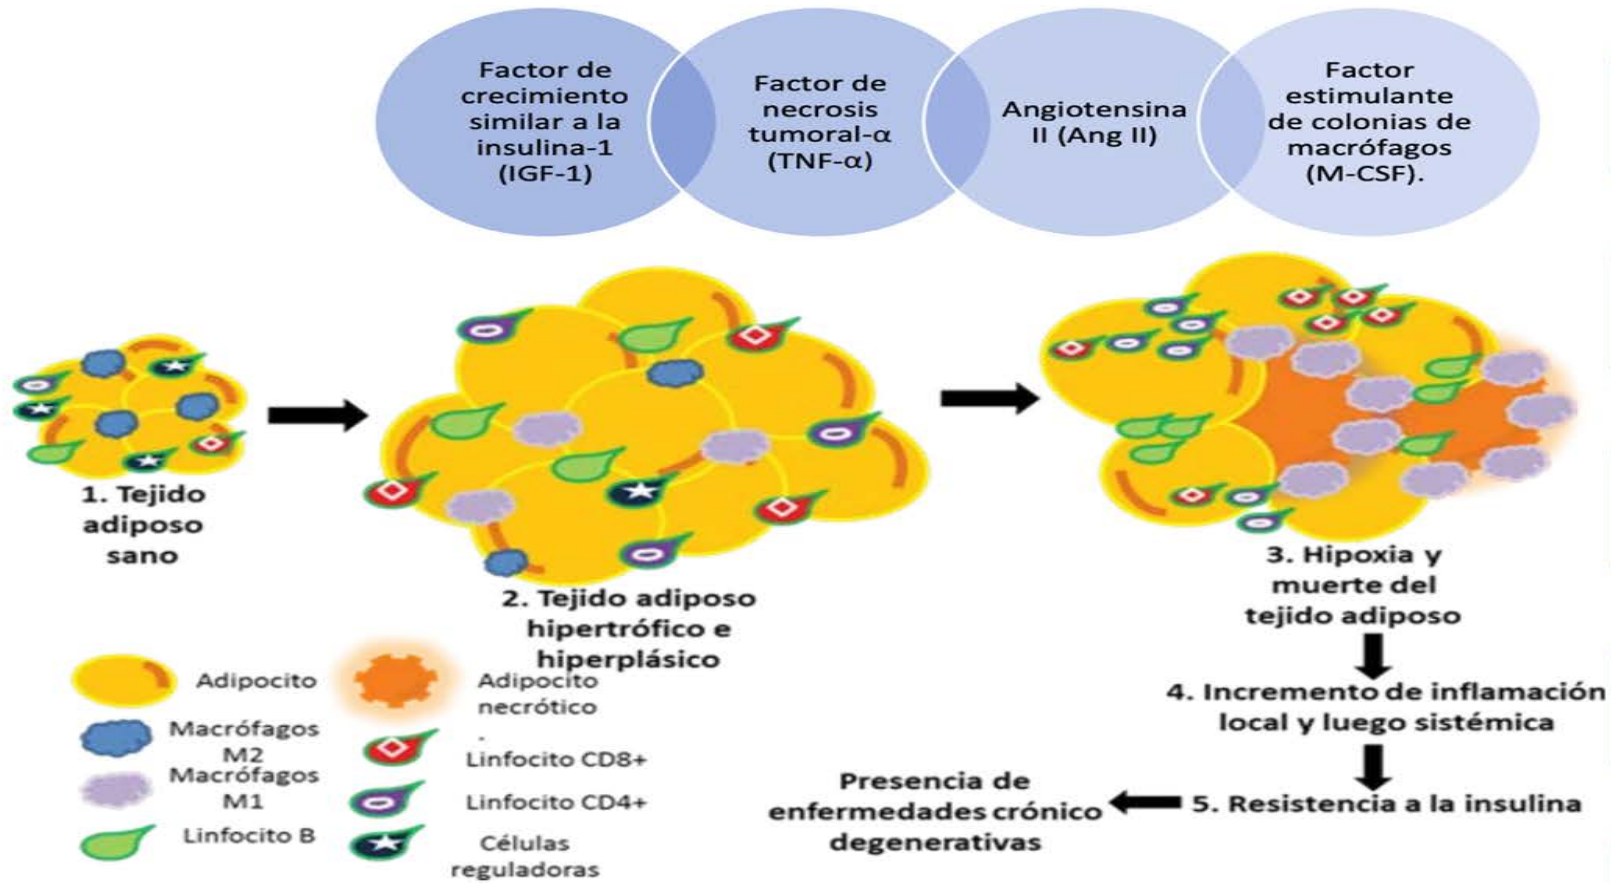 Factor de
crecimiento
similar a la
insulina-1
(IGF-1)
Factor de
necrosis
tumoral-α
(TNF-α)
Angiotensina
II (Ang II)
Factor
estimulante
de colonias de
macrófagos
(M-CSF).
1. Tejido
adiposo
sano
2. Tejido adiposo
hipertrófico e
hiperplásico
3. Hipoxia y
muerte del
tejido adiposo
4. Incremento de inflamación
local y luego sistémica
5. Resistencia a la insulina
Presencia de
enfermedades crónico
degenerativas
Adipocito
Macrófagos
M2
Macrófagos
M1
Linfocito B
Adipocito
necrótico
.
Linfocito CD8+
Linfocito CD4+
Células
reguladoras